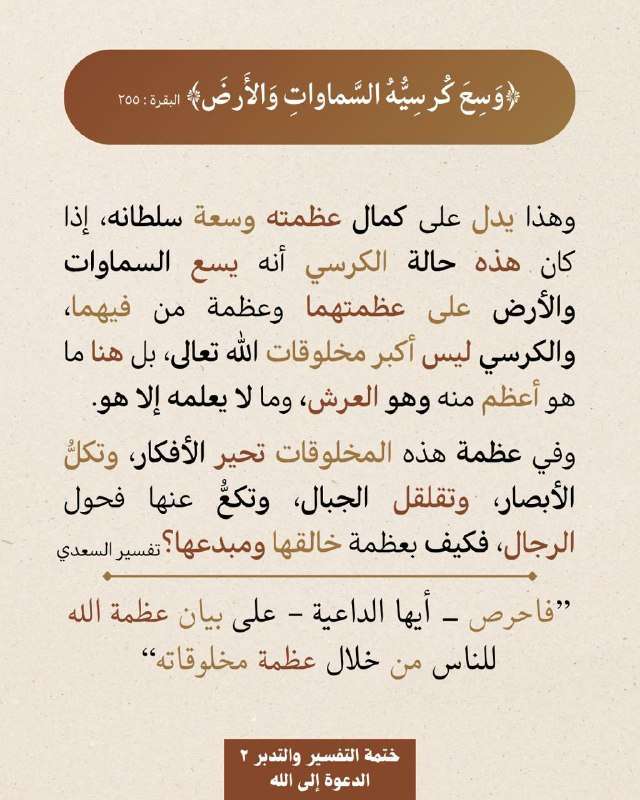 ﴿وَسِعَ كُرسِيُّهُ السَّماواتِ وَالأَرضَ﴾ البقرة : ٢٥٥
وهذا يدل على كمال عظمته وسعة سلطانه، إذا
كان هذه حالة الكرسي أنه يسع السماوات
والأرض على عظمتهما وعظمة من فيهما،
والكرسي ليس أكبر مخلوقات الله تعالى، بل هنا ما
هو أعظم منه وهو العرش، وما لا يعلمه إلا هو.
وفي عظمة هذه المخلوقات تحير الأفكار، وتكلُّ
الأبصار، وتقلقل الجبال، وتكعُّ عنها فحول
الرجال، فكيف بعظمة خالقها ومبدعها؟ تفسير السعدي
”فاحرص – أيها الداعية – على بيان عظمة الله
للناس من خلال عظمة مخلوقاته“
ختمة التفسير والتدبر ٢
الدعوة إلى الله